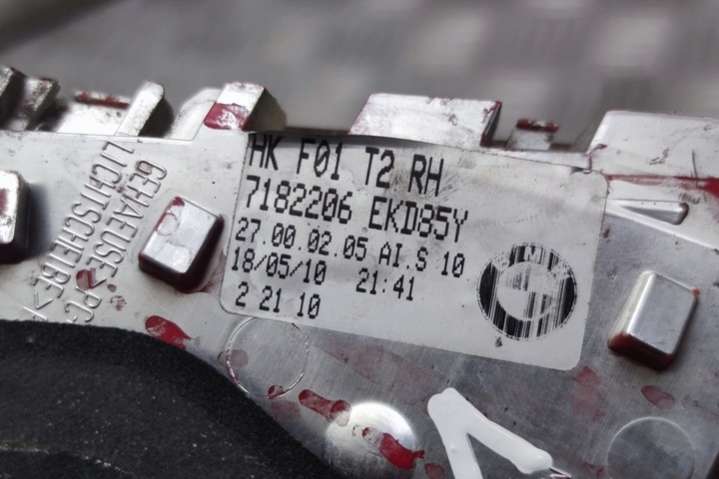 HK F01 T2 RH
7182206 EKD85Y
27.00.02.05 AI.S 10
18/05/10 21:41
2 21 10
GEHAEUSE>PC
LICHTSCHEIBE>